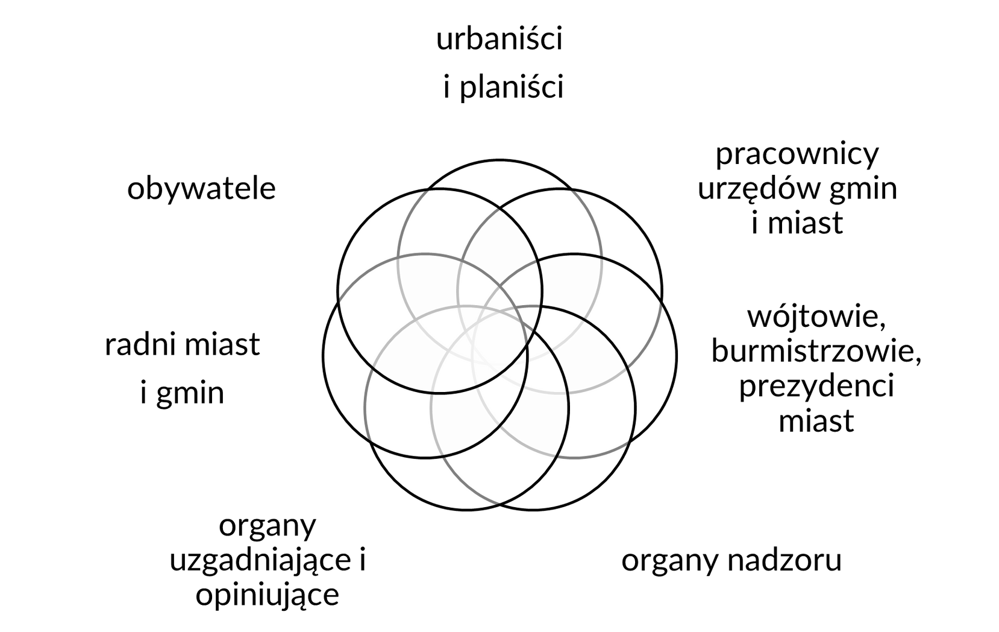 urbaniści
i planiści
pracownicy
urzędów gmin
i miast
wójtowie,
burmistrzowie,
prezydenci
miast
organy nadzoru
organy
uzgadniające i
opiniujące
radni miast
i gmin
obywatele